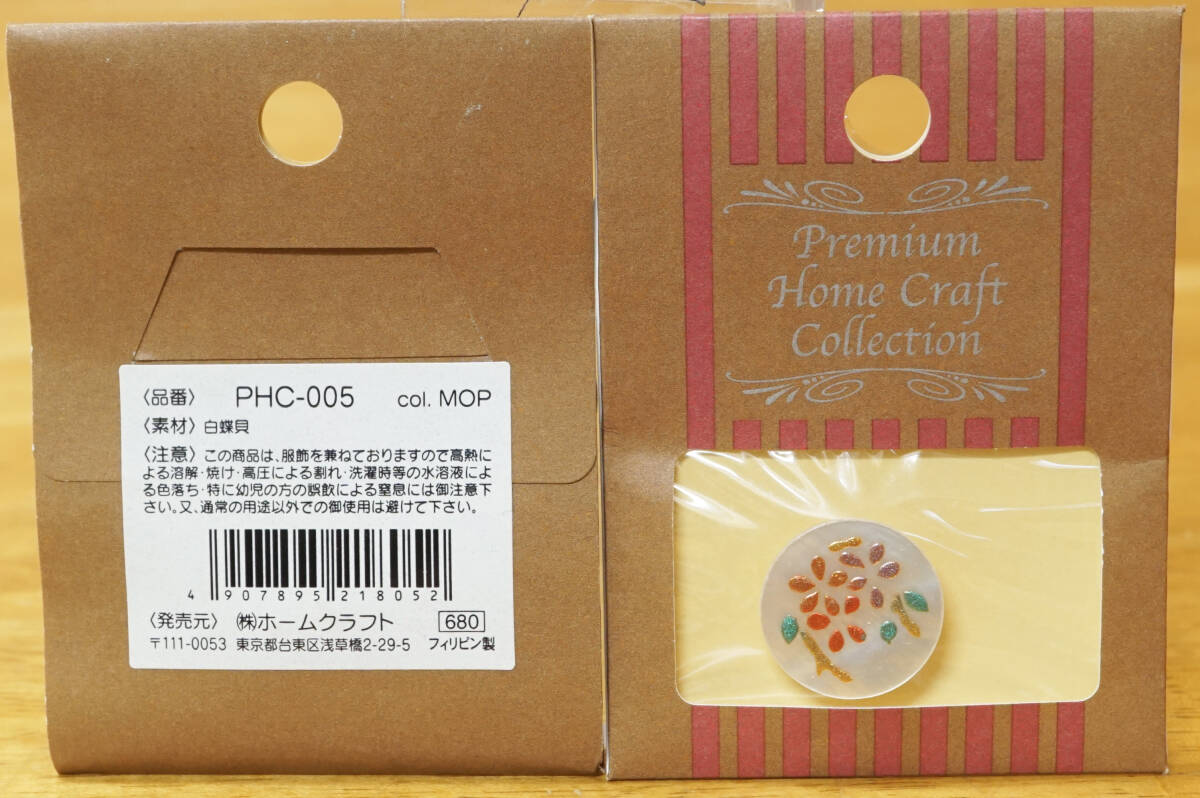 〈品番〉 PHC-005 col. MOP
〈素材〉 白蝶貝
〈注意〉 この商品は、服飾を兼ねておりますので高熱に
よる溶解・焼け・高圧による割れ・洗濯時等の水溶液によ
る色落ち・特に幼児の方の誤飲による窒息には御注意下
さい。又、通常の用途以外での御使用は避けて下さい。
4 907895 218052
〈発売元〉 ㈱ホームクラフト 680
〒111-0053 東京都台東区浅草橋2-29-5 フィリピン製
Premium
Home Craft
Collection